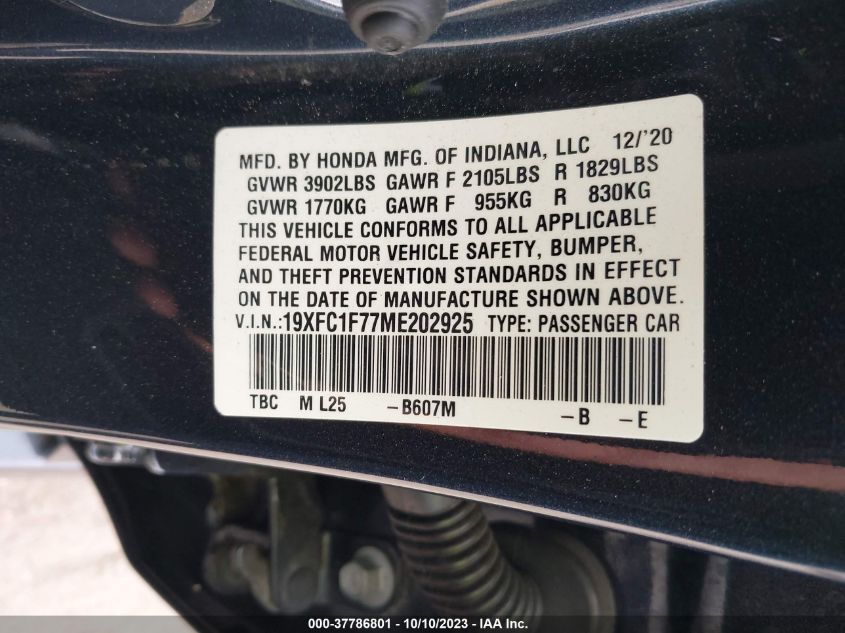 MFD. BY HONDA MFG. OF INDIANA, LLC 12/'20
GVWR 3902LBS GAWR F 2105LBS R 1829LBS
GVWR 1770KG GAWR F 955KG R 830KG
THIS VEHICLE CONFORMS TO ALL APPLICABLE
FEDERAL MOTOR VEHICLE SAFETY, BUMPER,
AND THEFT PREVENTION STANDARDS IN EFFECT
ON THE DATE OF MANUFACTURE SHOWN ABOVE.
V.I.N.:19XFC1F77ME202925 TYPE: PASSENGER CAR
TBC M L25 -B607M -B -E
000-37786801 - 10/10/2023 - Copyright © IAA, Inc.